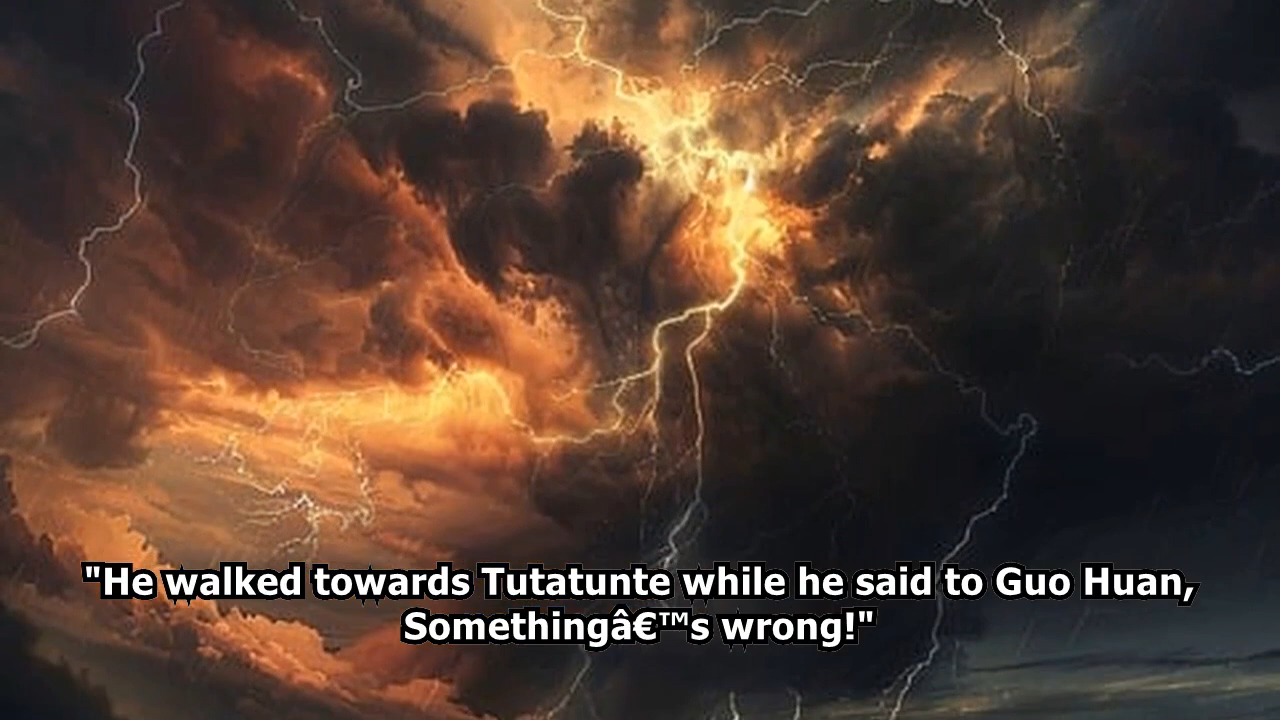 "He walked towards Tutatunte while he said to Guo Huan,
Somethingâ€™s wrong!"